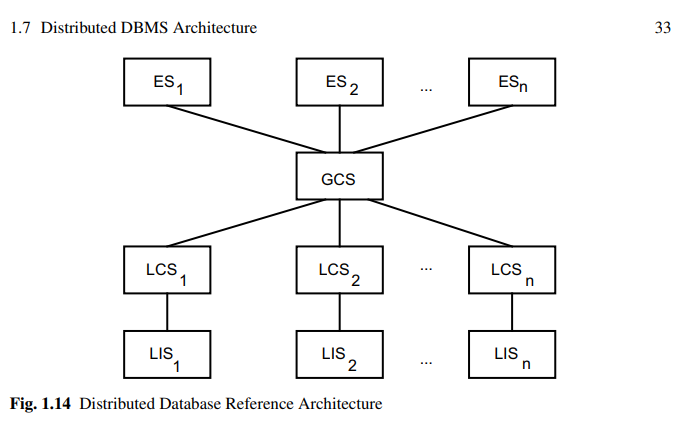 1.7 Distributed DBMS Architecture 33
ES1 ES2 ... ESn
GCS
LCS1 LCS2 ... LCSn
LIS1 LIS2 ... LISn
Fig. 1.14 Distributed Database Reference Architecture